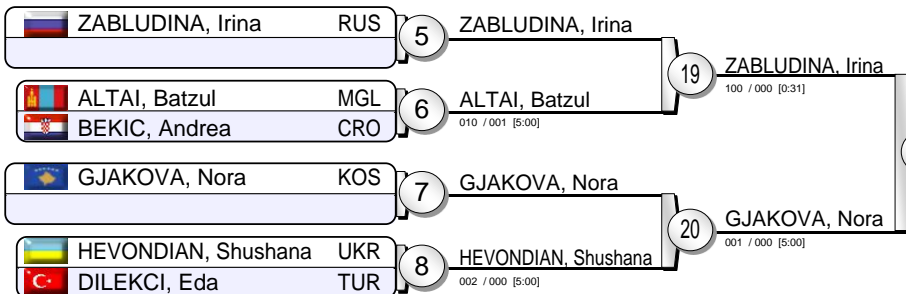 ZABLUDINA, Irina RUS
5
ZABLUDINA, Irina
19
ZABLUDINA, Irina
100 / 000 [0:31]
ALTAI, Batzul MGL
BEKIC, Andrea CRO
6
ALTAI, Batzul
010 / 001 [5:00]
GJAKOVA, Nora KOS
7
GJAKOVA, Nora
20
GJAKOVA, Nora
001 / 000 [5:00]
HEVONDIAN, Shushana UKR
DILEKCI, Eda TUR
8
HEVONDIAN, Shushana
002 / 000 [5:00]